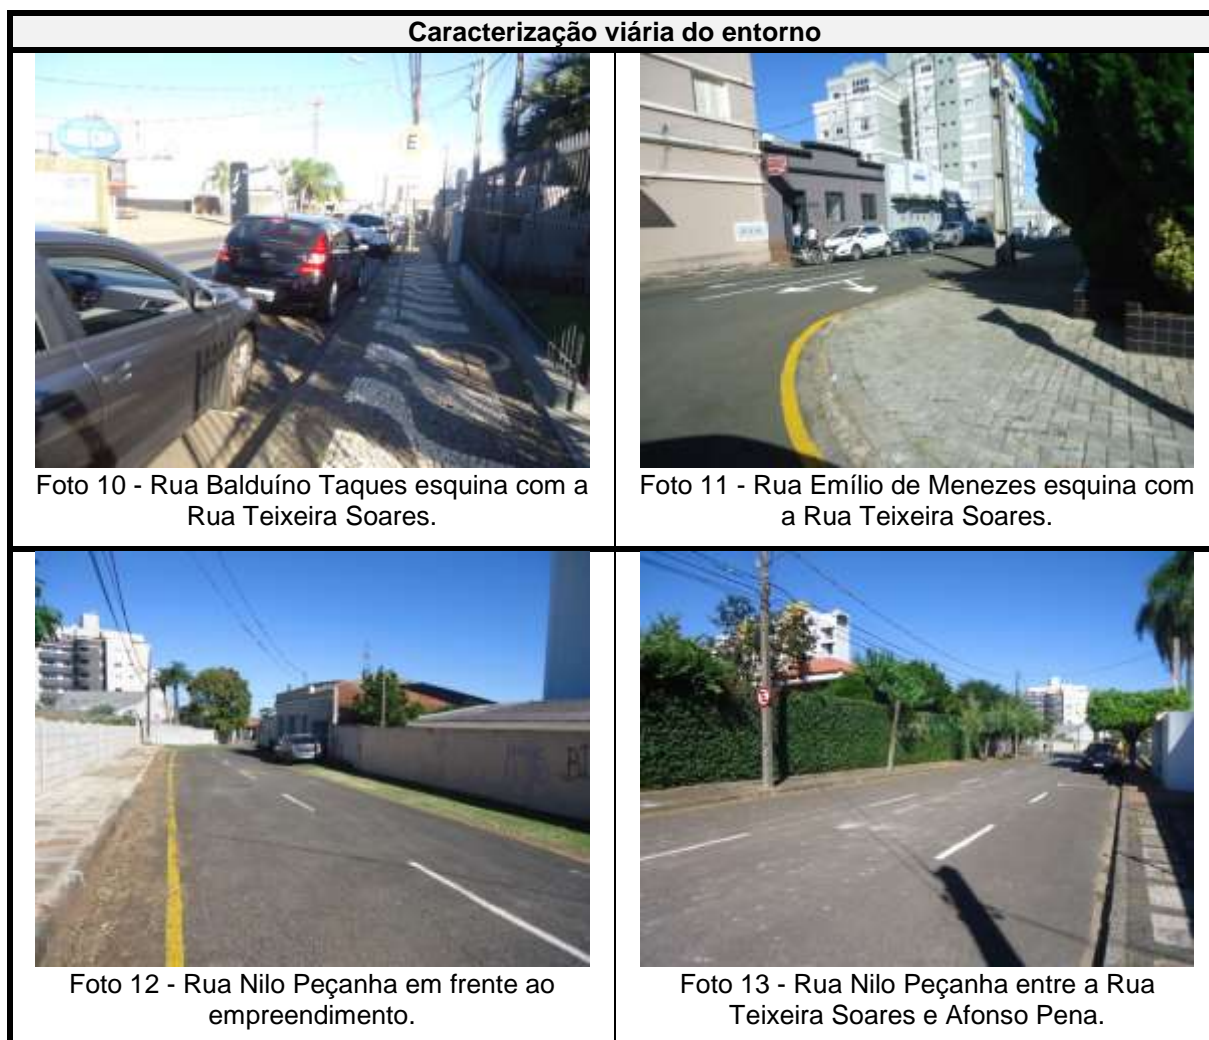 Caracterização viária do entorno
E
Foto 10 - Rua Balduíno Taques esquina com a
Rua Teixeira Soares.
Foto 11 - Rua Emílio de Menezes esquina com
a Rua Teixeira Soares.
Foto 12 - Rua Nilo Peçanha em frente ao
empreendimento.
Foto 13 - Rua Nilo Peçanha entre a Rua
Teixeira Soares e Afonso Pena.